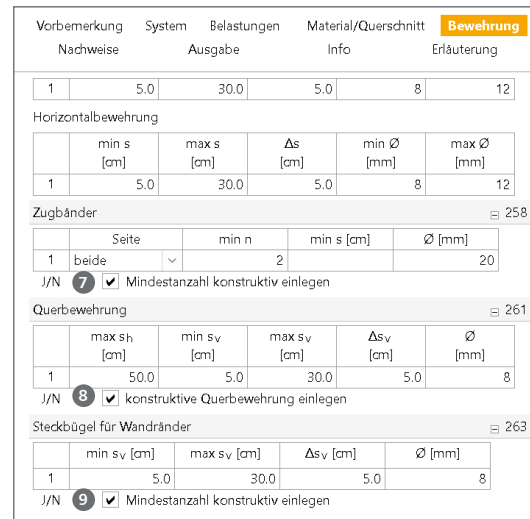 Vorbemerkung System Belastungen Material/Querschnitt Bewehrung
Nachweise Ausgabe Info Erläuterung
1 5.0 30.0 5.0 8 12
Horizontalbewehrung
min s max s Δs min Ø max Ø
[cm] [cm] [cm] [mm] [mm]
1 5.0 30.0 5.0 8 12
Zugbänder 258
Seite min n min s [cm] Ø [mm]
1 beide 2 20
J/N 7 Mindestanzahl konstruktiv einlegen
Querbewehrung 261
max sh min sv max sv Δsv Ø
[cm] [cm] [cm] [cm] [mm]
1 50.0 5.0 30.0 5.0 8
J/N 8 konstruktive Querbewehrung einlegen
Steckbügel für Wandränder 263
min sv [cm] max sv [cm] Δsv [cm] Ø [mm]
1 5.0 30.0 5.0 8
J/N 9 Mindestanzahl konstruktiv einlegen